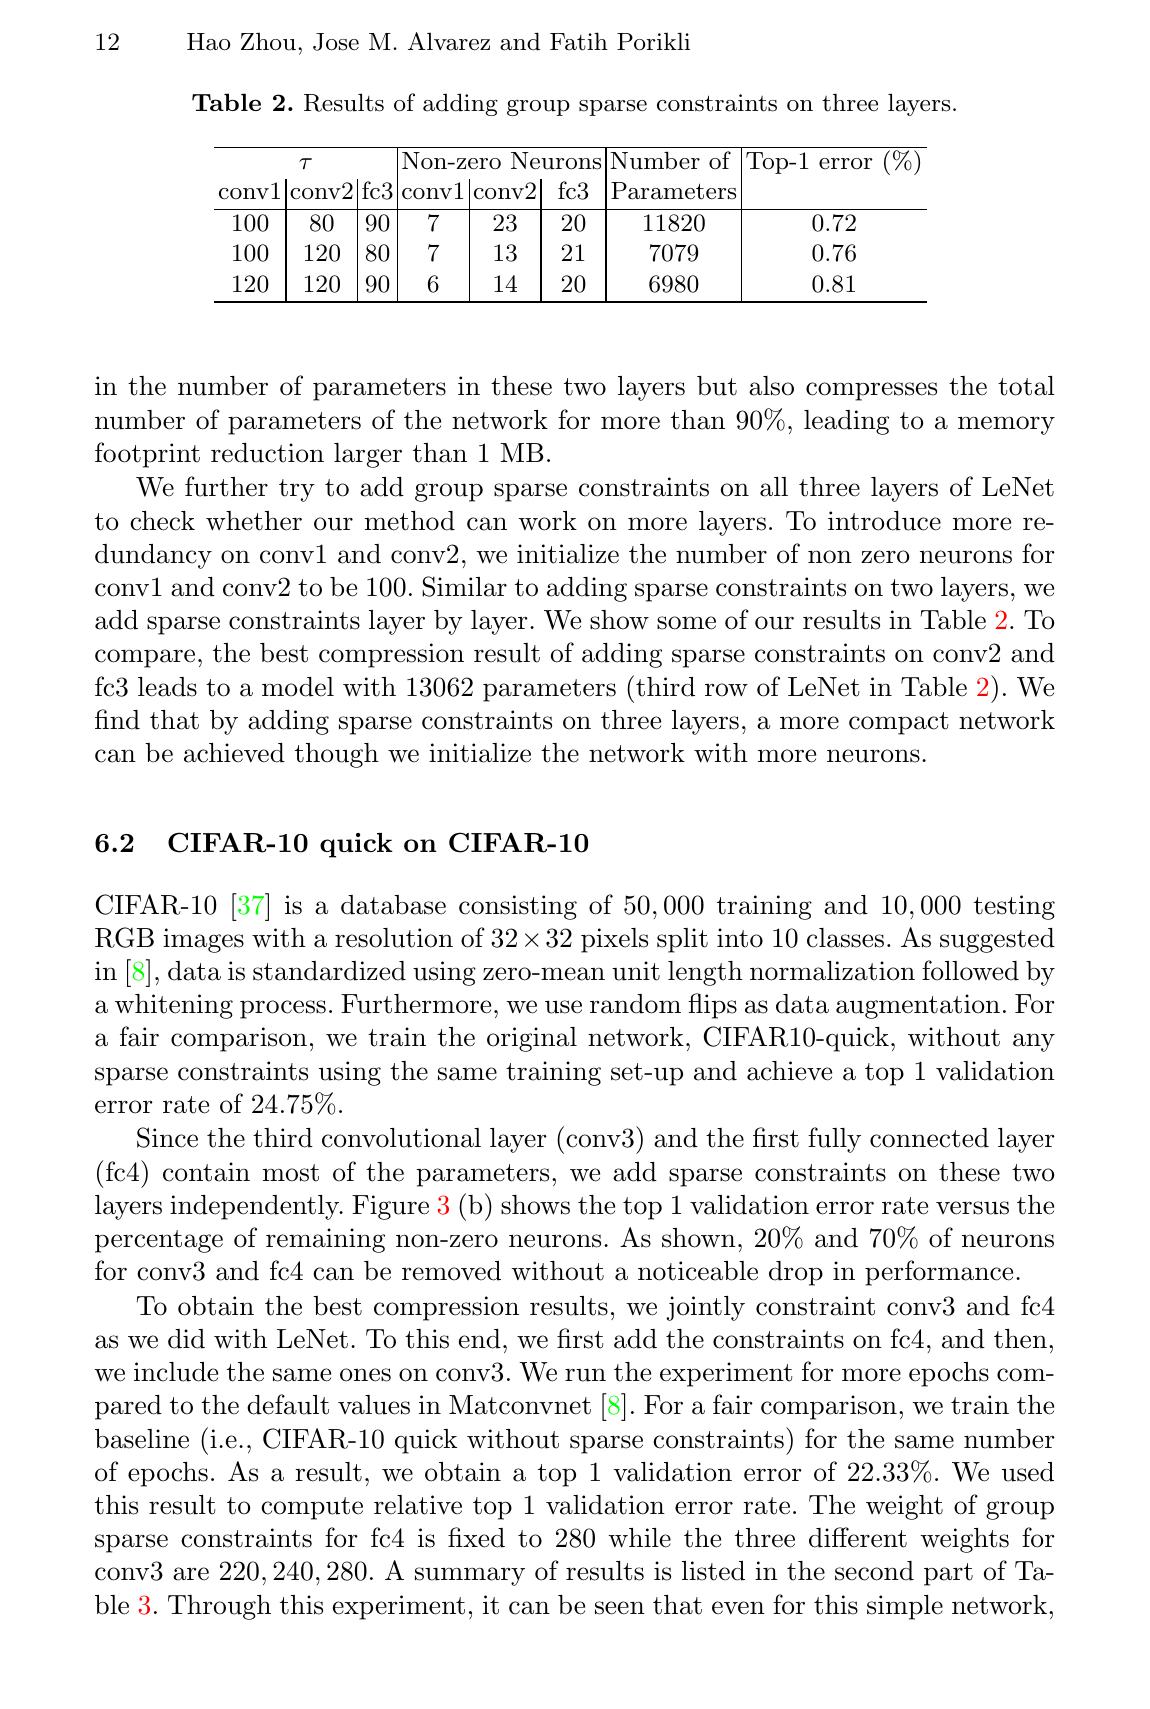 12 Hao Zhou, Jose M. Alvarez and Fatih Porikli
Table 2. Results of adding group sparse constraints on three layers.
τ Non-zero Neurons Number of Top-1 error (%)
conv1 conv2 fc3 conv1 conv2 fc3 Parameters
100 80 90 7 23 20 11820 0.72
100 120 80 7 13 21 7079 0.76
120 120 90 6 14 20 6980 0.81
in the number of parameters in these two layers but also compresses the total
number of parameters of the network for more than 90%, leading to a memory
footprint reduction larger than 1 MB.
We further try to add group sparse constraints on all three layers of LeNet
to check whether our method can work on more layers. To introduce more re-
dundancy on conv1 and conv2, we initialize the number of non zero neurons for
conv1 and conv2 to be 100. Similar to adding sparse constraints on two layers, we
add sparse constraints layer by layer. We show some of our results in Table 2. To
compare, the best compression result of adding sparse constraints on conv2 and
fc3 leads to a model with 13062 parameters (third row of LeNet in Table 2). We
find that by adding sparse constraints on three layers, a more compact network
can be achieved though we initialize the network with more neurons.
6.2 CIFAR-10 quick on CIFAR-10
CIFAR-10 [37] is a database consisting of 50,000 training and 10,000 testing
RGB images with a resolution of 32×32 pixels split into 10 classes. As suggested
in [8], data is standardized using zero-mean unit length normalization followed by
a whitening process. Furthermore, we use random flips as data augmentation. For
a fair comparison, we train the original network, CIFAR10-quick, without any
sparse constraints using the same training set-up and achieve a top 1 validation
error rate of 24.75%.
Since the third convolutional layer (conv3) and the first fully connected layer
(fc4) contain most of the parameters, we add sparse constraints on these two
layers independently. Figure 3 (b) shows the top 1 validation error rate versus the
percentage of remaining non-zero neurons. As shown, 20% and 70% of neurons
for conv3 and fc4 can be removed without a noticeable drop in performance.
To obtain the best compression results, we jointly constraint conv3 and fc4
as we did with LeNet. To this end, we first add the constraints on fc4, and then,
we include the same ones on conv3. We run the experiment for more epochs com-
pared to the default values in Matconvnet [8]. For a fair comparison, we train the
baseline (i.e., CIFAR-10 quick without sparse constraints) for the same number
of epochs. As a result, we obtain a top 1 validation error of 22.33%. We used
this result to compute relative top 1 validation error rate. The weight of group
sparse constraints for fc4 is fixed to 280 while the three different weights for
conv3 are 220, 240, 280. A summary of results is listed in the second part of Ta-
ble 3. Through this experiment, it can be seen that even for this simple network,